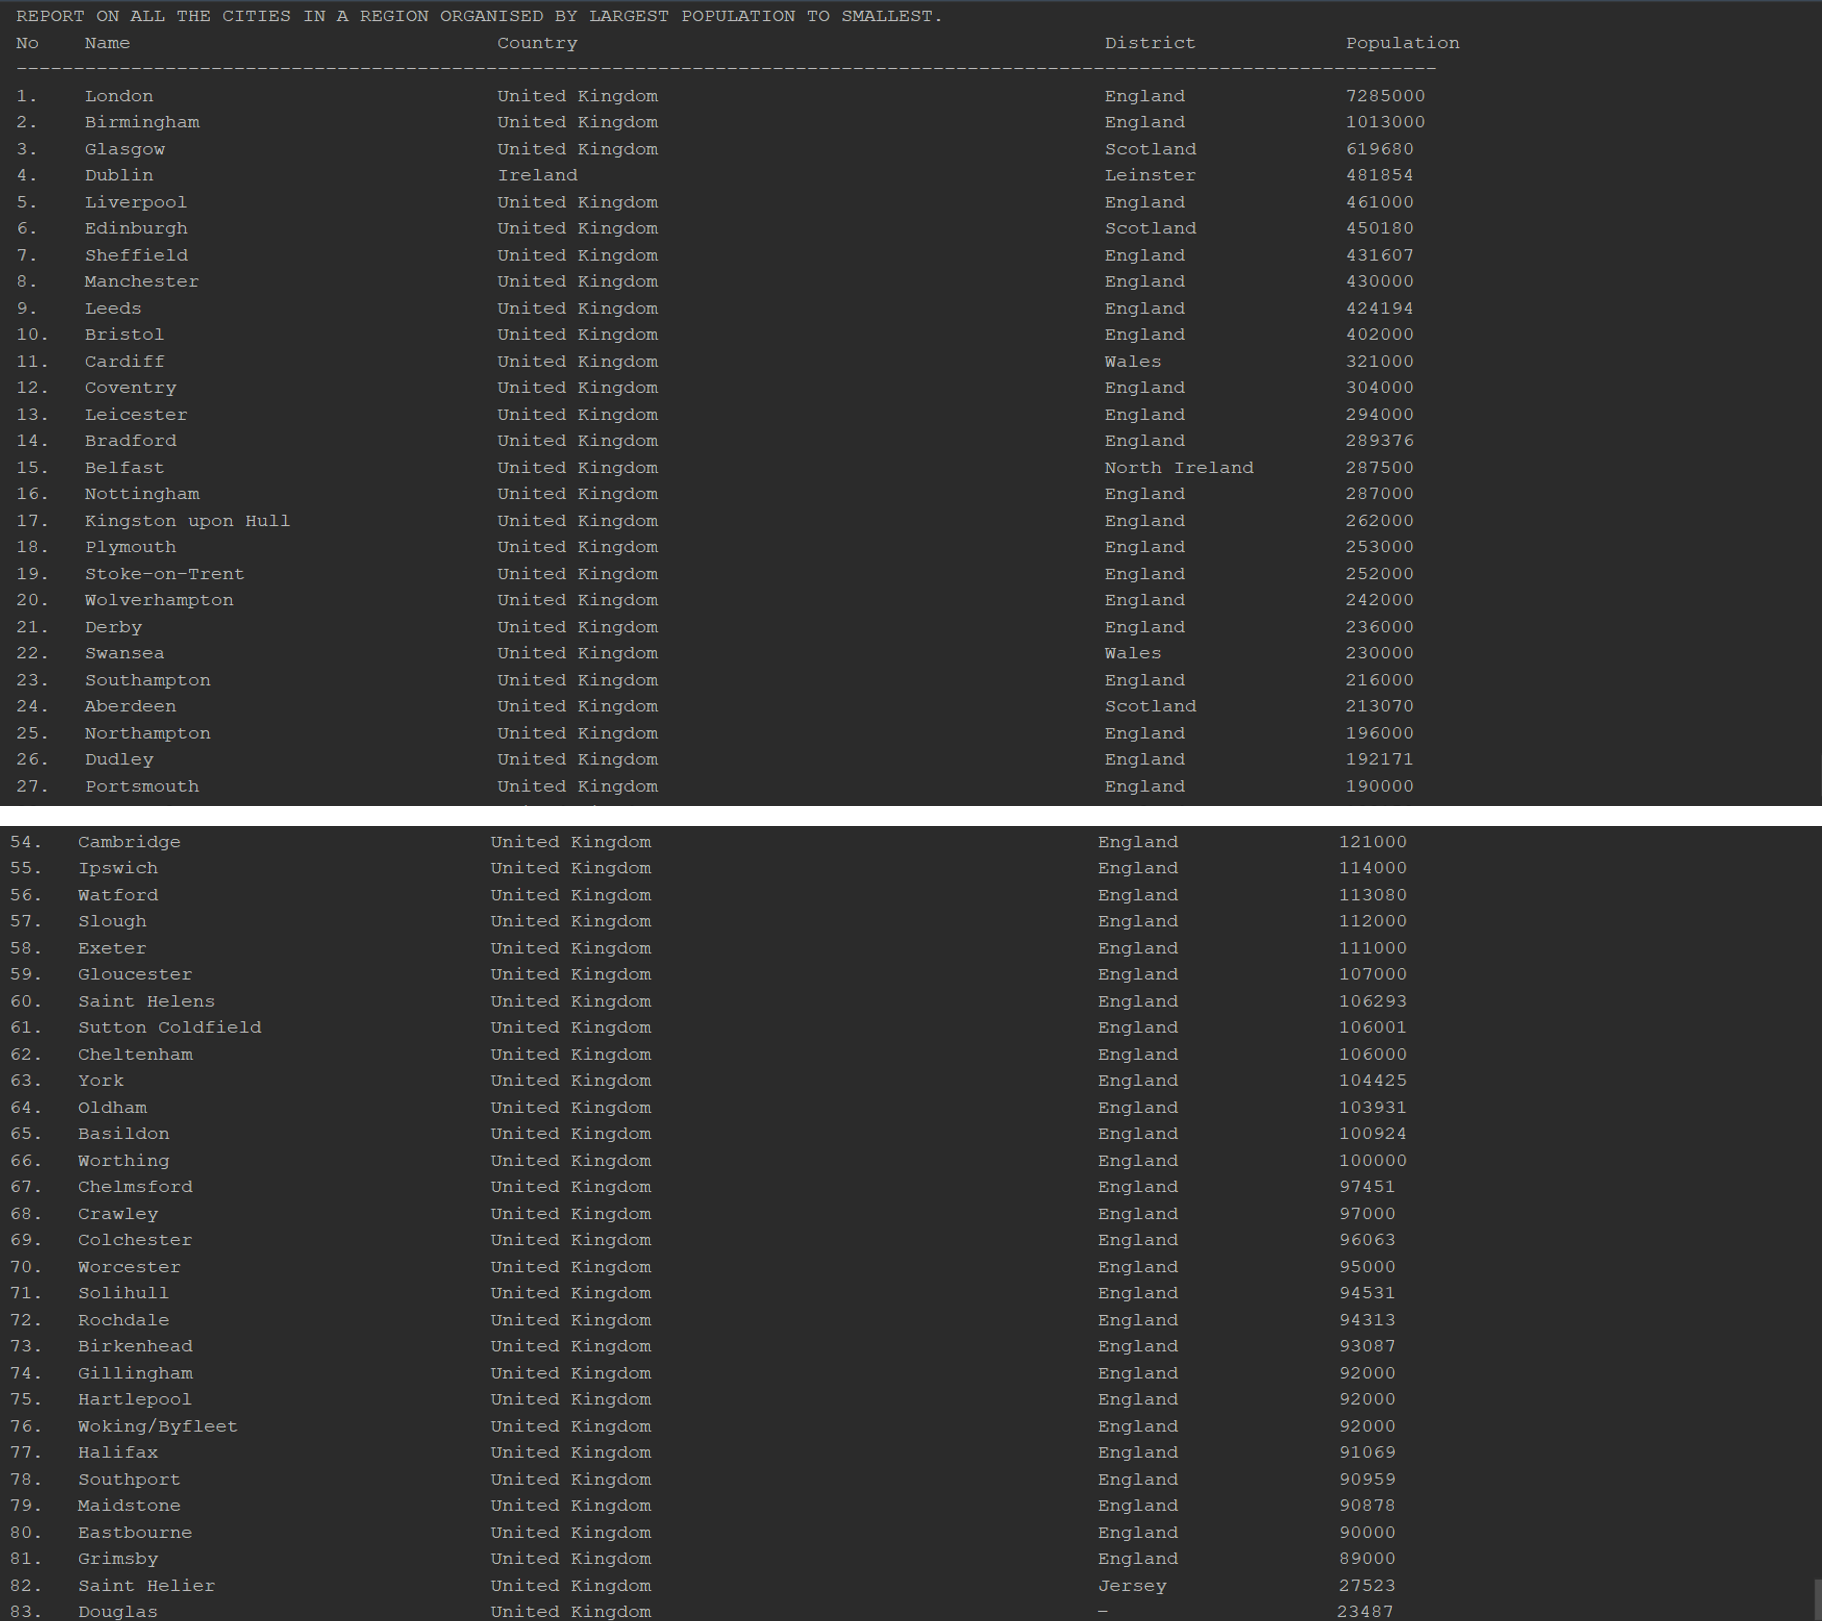 REPORT ON ALL THE CITIES IN A REGION ORGANISED BY LARGEST POPULATION TO SMALLEST.
No Name Country District Population
--------------------------------------------------------------------------------------------------------------------------
1. London United Kingdom England 7285000
2. Birmingham United Kingdom England 1013000
3. Glasgow United Kingdom Scotland 619680
4. Dublin Ireland Leinster 481854
5. Liverpool United Kingdom England 461000
6. Edinburgh United Kingdom Scotland 450180
7. Sheffield United Kingdom England 431607
8. Manchester United Kingdom England 430000
9. Leeds United Kingdom England 424194
10. Bristol United Kingdom England 402000
11. Cardiff United Kingdom Wales 321000
12. Coventry United Kingdom England 304000
13. Leicester United Kingdom England 294000
14. Bradford United Kingdom England 289376
15. Belfast United Kingdom North Ireland 287500
16. Nottingham United Kingdom England 287000
17. Kingston upon Hull United Kingdom England 262000
18. Plymouth United Kingdom England 253000
19. Stoke-on-Trent United Kingdom England 252000
20. Wolverhampton United Kingdom England 242000
21. Derby United Kingdom England 236000
22. Swansea United Kingdom Wales 230000
23. Southampton United Kingdom England 216000
24. Aberdeen United Kingdom Scotland 213070
25. Northampton United Kingdom England 196000
26. Dudley United Kingdom England 192171
27. Portsmouth United Kingdom England 190000
54. Cambridge United Kingdom England 121000
55. Ipswich United Kingdom England 114000
56. Watford United Kingdom England 113080
57. Slough United Kingdom England 112000
58. Exeter United Kingdom England 111000
59. Gloucester United Kingdom England 107000
60. Saint Helens United Kingdom England 106293
61. Sutton Coldfield United Kingdom England 106001
62. Cheltenham United Kingdom England 106000
63. York United Kingdom England 104425
64. Oldham United Kingdom England 103931
65. Basildon United Kingdom England 100924
66. Worthing United Kingdom England 100000
67. Chelmsford United Kingdom England 97451
68. Crawley United Kingdom England 97000
69. Colchester United Kingdom England 96063
70. Worcester United Kingdom England 95000
71. Solihull United Kingdom England 94531
72. Rochdale United Kingdom England 94313
73. Birkenhead United Kingdom England 93087
74. Gillingham United Kingdom England 92000
75. Hartlepool United Kingdom England 92000
76. Woking/Byfleet United Kingdom England 92000
77. Halifax United Kingdom England 91069
78. Southport United Kingdom England 90959
79. Maidstone United Kingdom England 90878
80. Eastbourne United Kingdom England 90000
81. Grimsby United Kingdom England 89000
82. Saint Helier United Kingdom Jersey 27523
83. Douglas United Kingdom – 23487